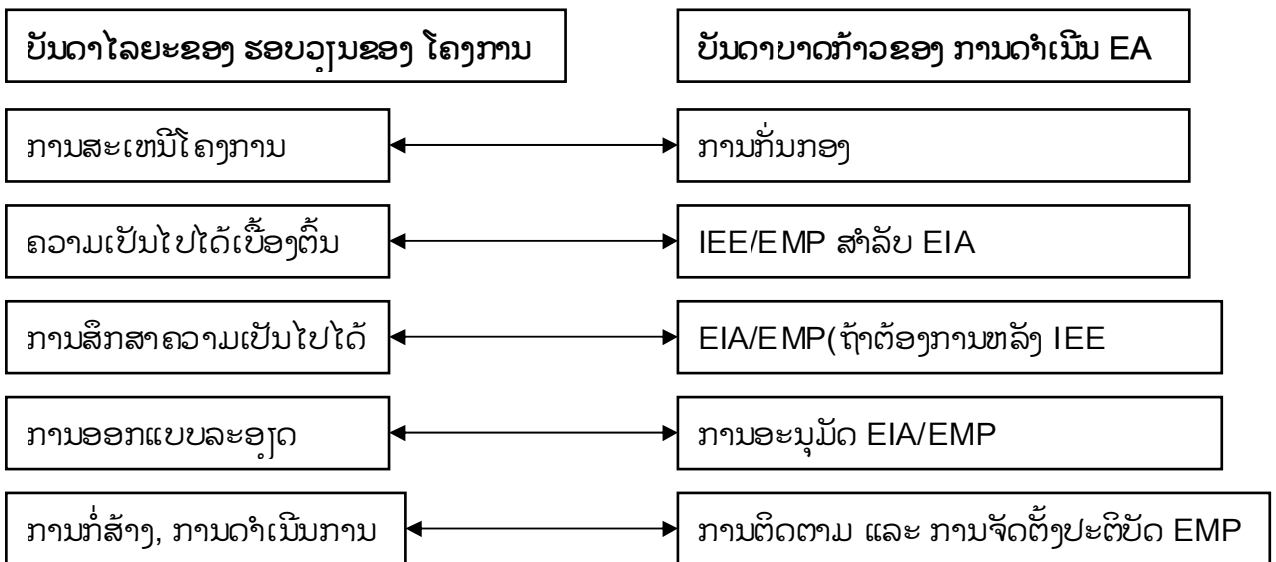 ບັນດາໄລຍະຂອງ ຮອບວຽນຂອງ ໂຄງການ
ບັນດາບາດກ້າວຂອງ ການດຳເນີນ EA
ການສະເຫນີໂຄງການ
ການກັ່ນກອງ
ຄວາມເປັນໄປໄດ້ເບື້ອງຕົ້ນ
IEE/EMP ສຳລັບ EIA
ການສຶກສາຄວາມເປັນໄປໄດ້
EIA/EMP(ຖ້າຕ້ອງການຫລັງ IEE
ການອອກແບບລະອຽດ
ການອະນຸມັດ EIA/EMP
ການກໍ່ສ້າງ, ການດຳເນີນການ
ການຕິດຕາມ ແລະ ການຈັດຕັ້ງປະຕິບັດ EMP